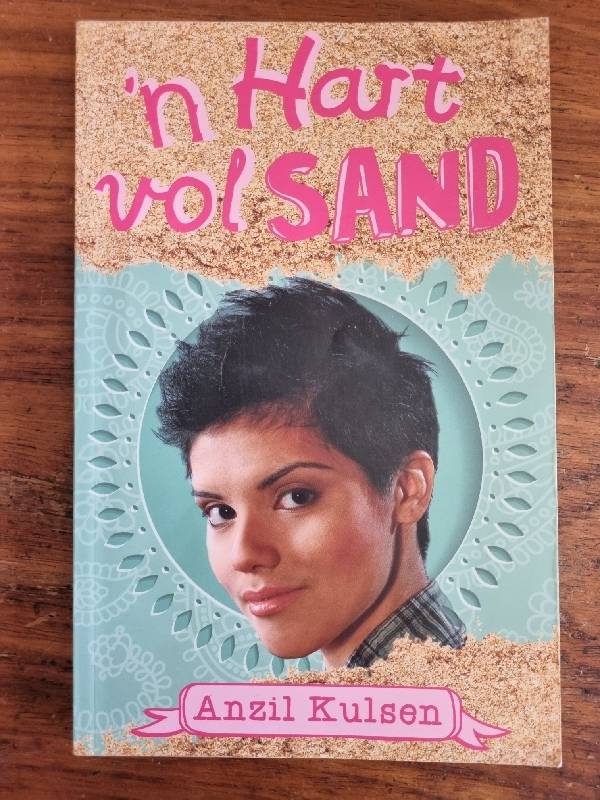 'n Hart
vol SAND
Anzil Kulsen